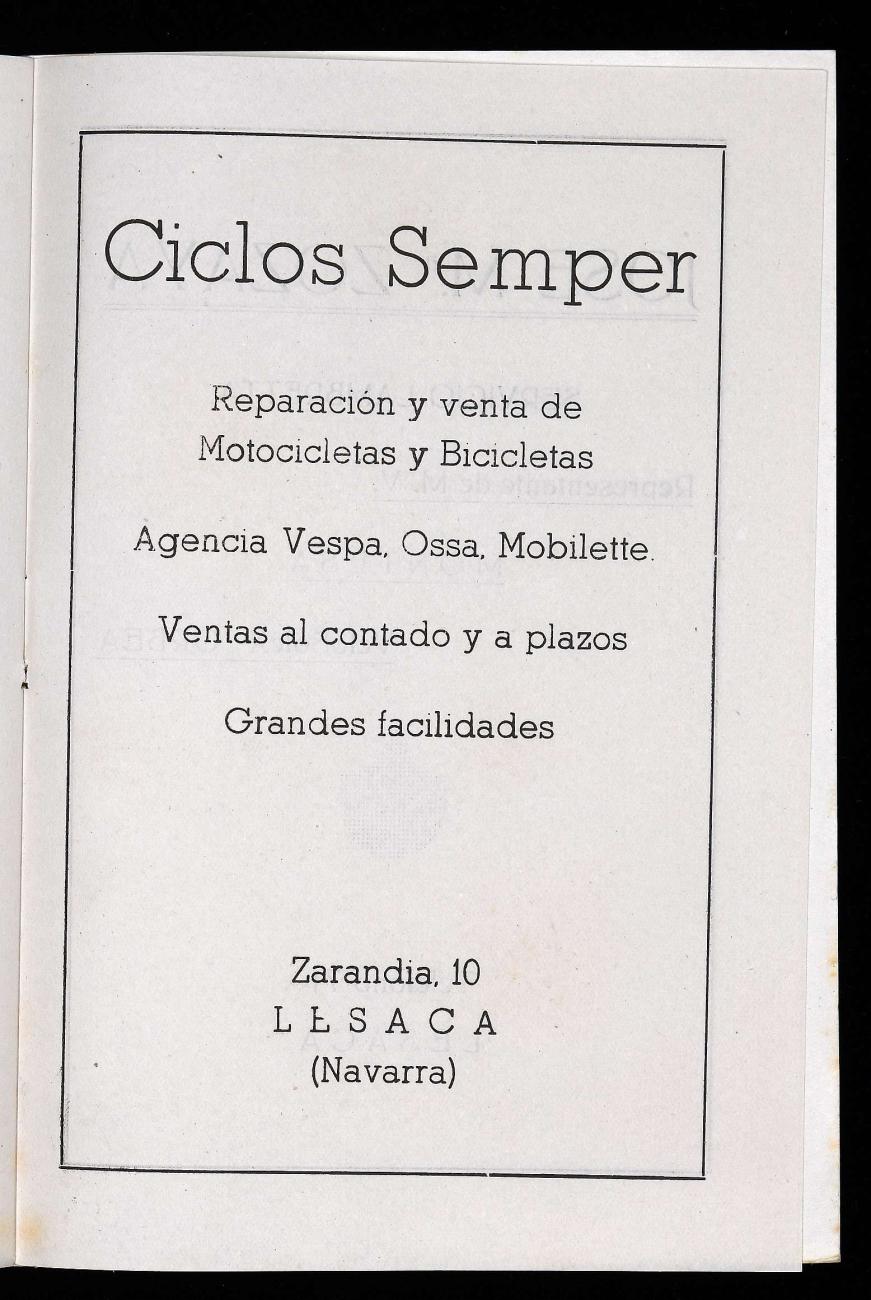 Ciclos Semper
Reparación y venta de
Motocicletas y Bicicletas
Agencia Vespa, Ossa, Mobilette.
Ventas al contado y a plazos
Grandes facilidades
Zarandia, 10
LESACA
(Navarra)